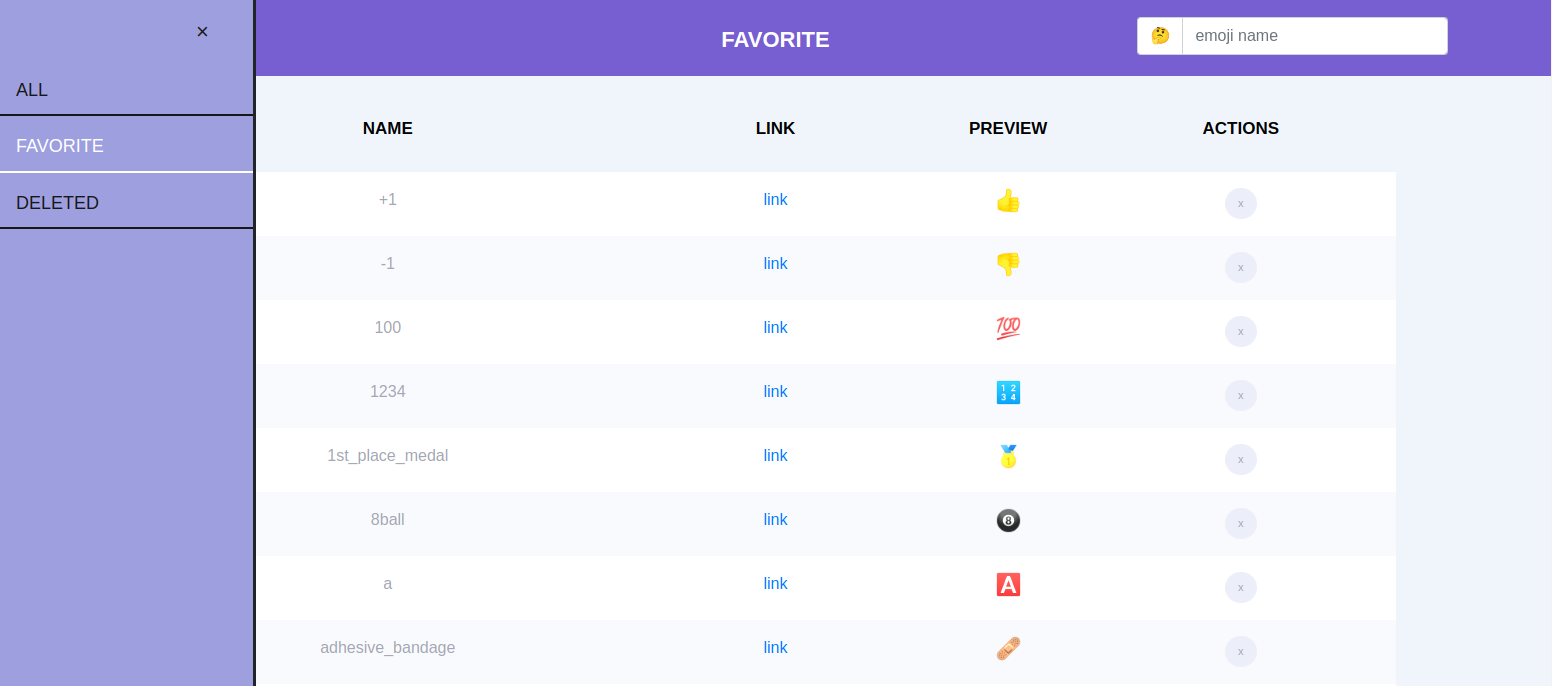 ×
FAVORITE
🤔 emoji name
ALL
FAVORITE
DELETED
NAME LINK PREVIEW ACTIONS
+1 link 👍 x
-1 link 👎 x
100 link 💯 x
1234 link 🔢 x
1st_place_medal link 🥇 x
8ball link 🎱 x
a link 🅰️ x
adhesive_bandage link 🩹 x